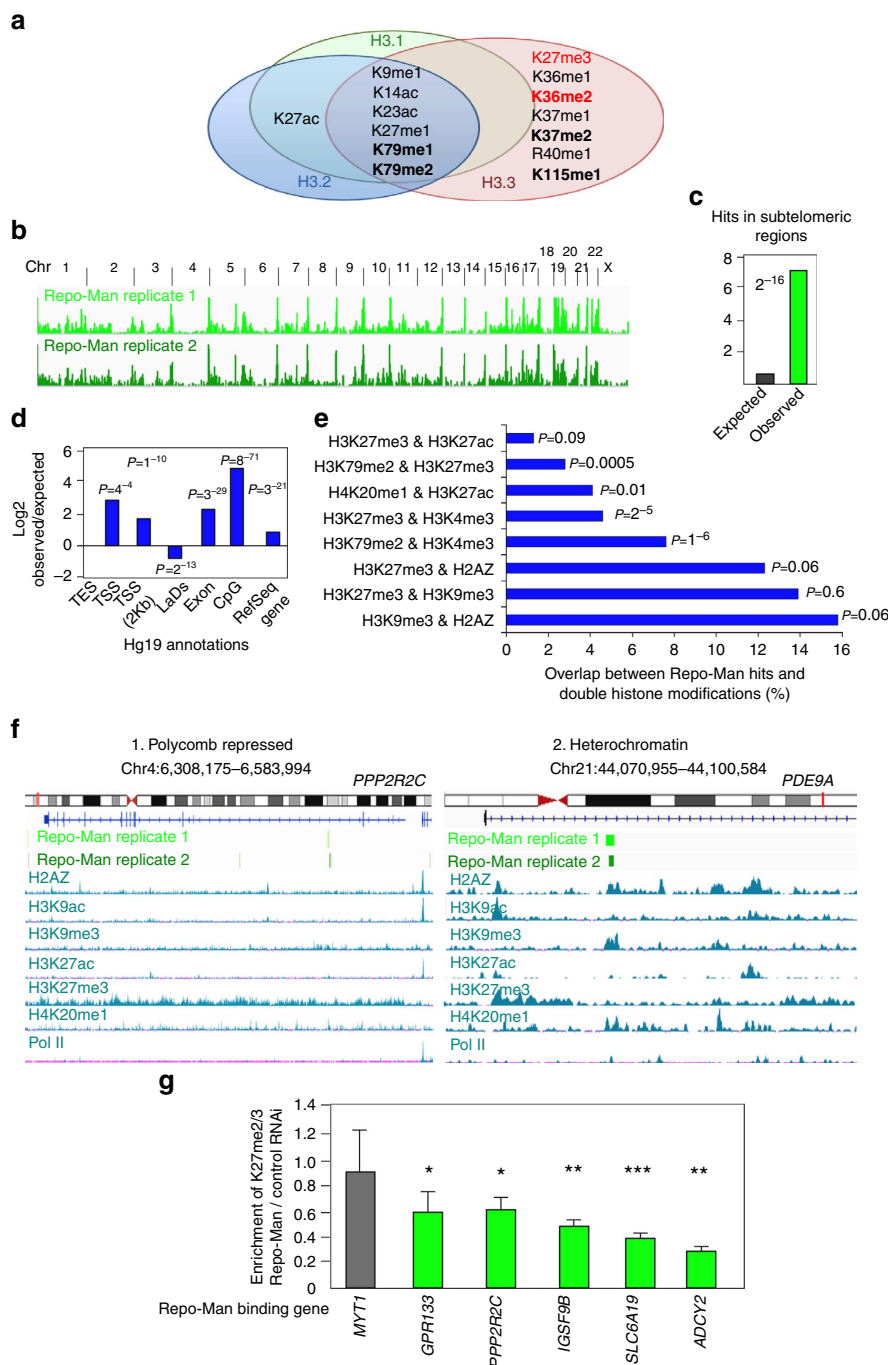 a
H3.1
K9me1
K14ac
K23ac
K27me1
K79me1
K79me2
K27ac
H3.2
K27me3
K36me1
K36me2
K37me1
K37me2
R40me1
K115me1
H3.3
b
Chr 1 2 3 4 5 6 7 8 9 10 11 12 13 14 15 16 17 18 19 20 21 22 X
Repo-Man replicate 1
Repo-Man replicate 2
c
Hits in subtelomeric
regions
8
6
4
2
2−16
Expected
Observed
d
Log2
observed/expected
6
4
2
0
−2
P=4−4
P=1−10
P=2−13
P=3−29
P=8−71
P=3−21
TES
TSS
TSS
(2Kb)
LaDs
Exon
CpG
RefSeq
gene
Hg19 annotations
e
H3K27me3 & H3K27ac P=0.09
H3K79me2 & H3K27me3 P=0.0005
H4K20me1 & H3K27ac P=0.01
H3K27me3 & H3K4me3 P=2−5
H3K79me2 & H3K4me3 P=1−6
H3K27me3 & H2AZ P=0.06
H3K27me3 & H3K9me3 P=0.6
H3K9me3 & H2AZ P=0.06
0 2 4 6 8 10 12 14 16
Overlap between Repo-Man hits and
double histone modifications (%)
f
1. Polycomb repressed
Chr4:6,308,175–6,583,994
PPP2R2C
Repo-Man replicate 1
Repo-Man replicate 2
H2AZ
H3K9ac
H3K9me3
H3K27ac
H3K27me3
H4K20me1
Pol II
2. Heterochromatin
Chr21:44,070,955–44,100,584
PDE9A
Repo-Man replicate 1
Repo-Man replicate 2
H2AZ
H3K9ac
H3K9me3
H3K27ac
H3K27me3
H4K20me1
Pol II
g
Enrichment of K27me2/3
Repo-Man / control RNAi
1.4
1.2
1.0
0.8
0.6
0.4
0.2
0
* * ** *** **
Repo-Man binding gene
MYT1
GPR133
PPP2R2C
IGSF9B
SLC6A19
ADCY2